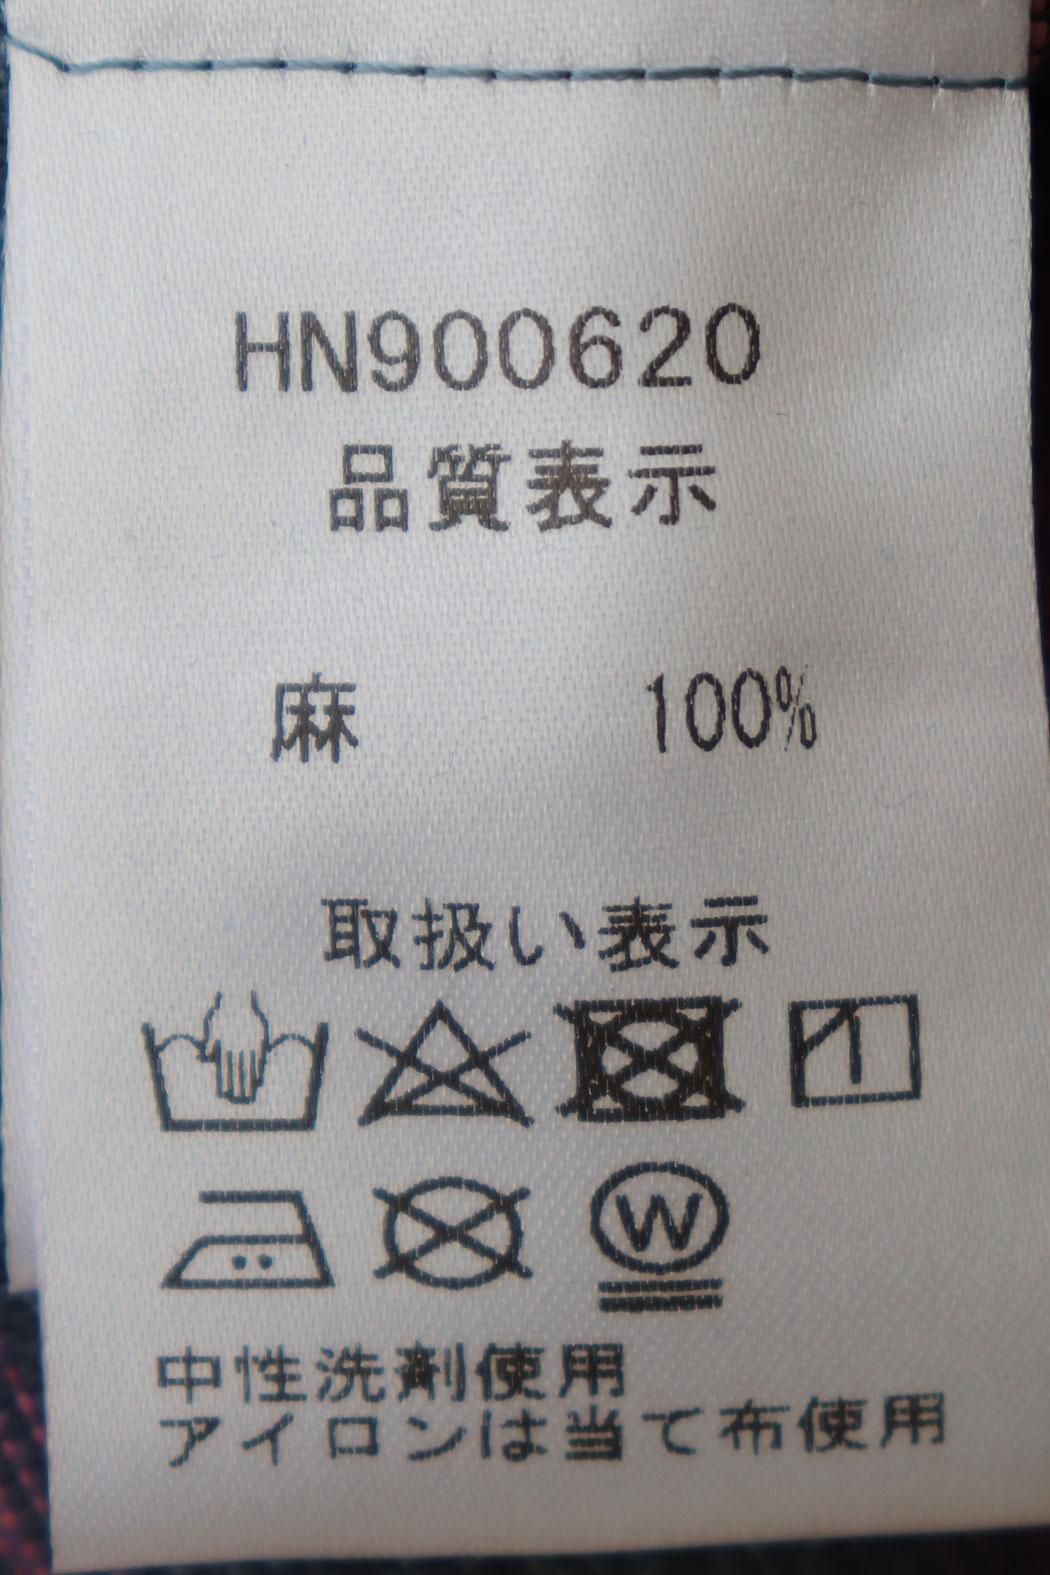 HN900620
品質表示
麻 100%
取扱い表示
W
中性洗剤使用
アイロンは当て布使用